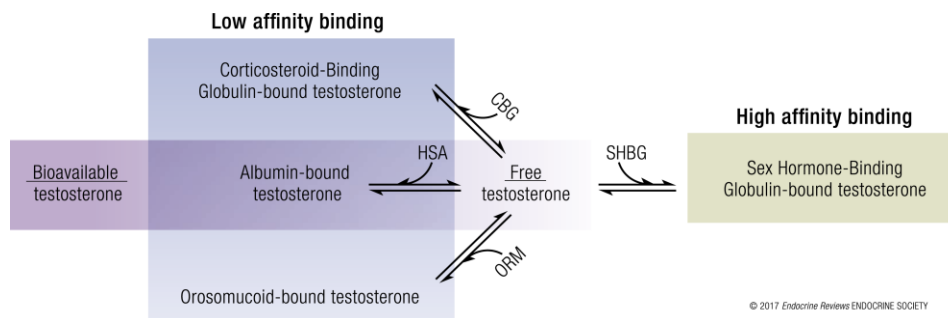 Low affinity binding
Corticosteroid-Binding
Globulin-bound testosterone
CBG
High affinity binding
Bioavailable
testosterone
Albumin-bound
testosterone
HSA
Free
testosterone
SHBG
Sex Hormone-Binding
Globulin-bound testosterone
ORM
Orosomucoid-bound testosterone
© 2017 Endocrine Reviews ENDOCRINE SOCIETY